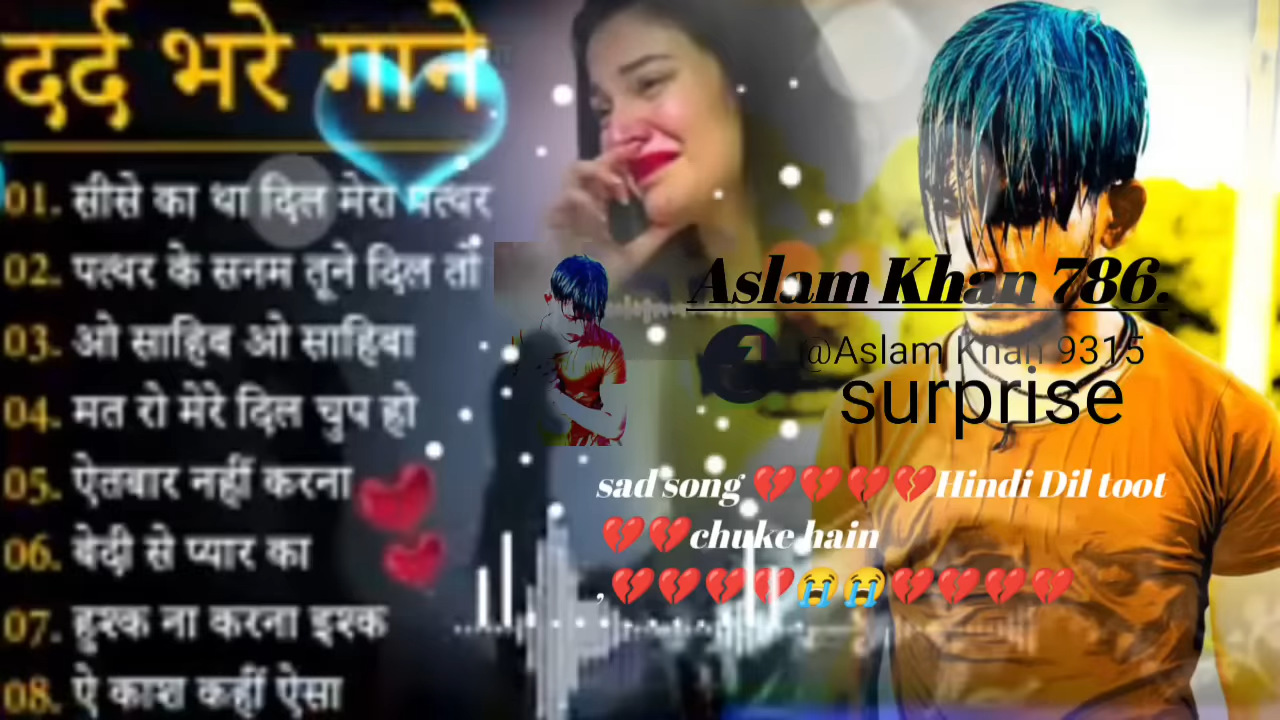 दर्द भरे गाने
01. सीसे का था दिल मेरा पत्थर
02. पत्थर के सनम तूने दिल तों
03. ओ साहिब ओ साहिबा
04. मत रो मेरे दिल चुप हो
05. ऐतबार नहीं करना
06. बेदी से प्यार का
07. हश्क ना करना इश्क
08. ऐ काश कहीं ऐसा
Aslam Khan 786.
@Aslam Khan 9315
surprise
sad song 💔💔💔💔Hindi Dil toot
💔💔chuke hain
,💔💔💔💔😭😭💔💔💔💔